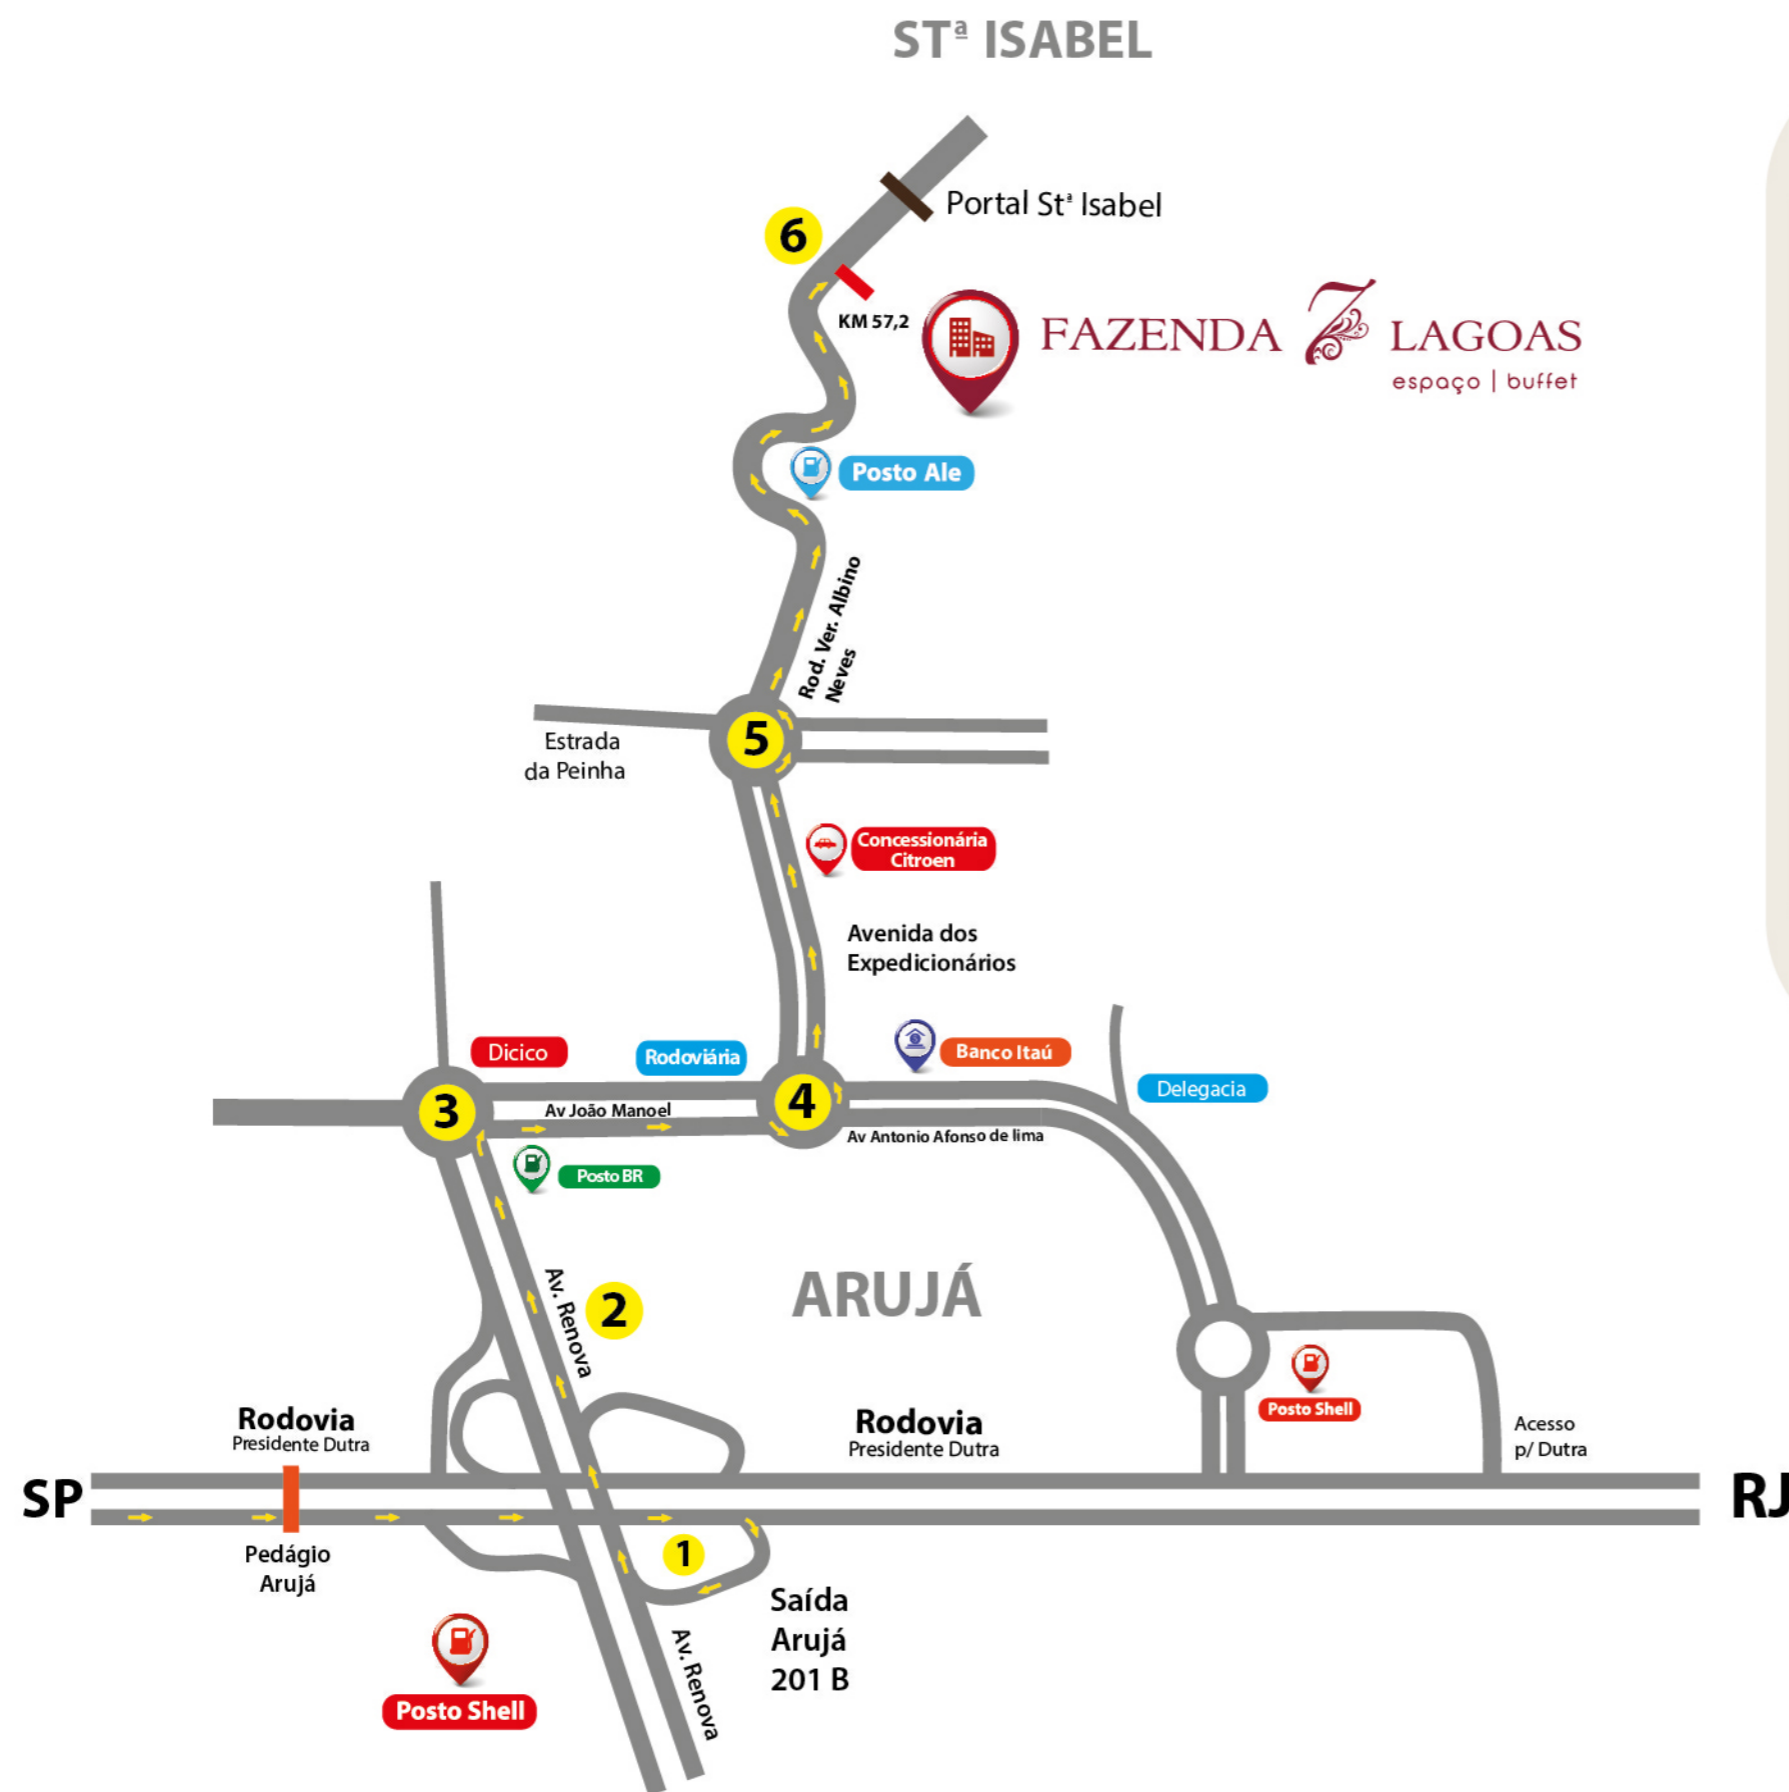 STª ISABEL
Portal Stª Isabel
6
KM 57,2
FAZENDA 7 LAGOAS
espaço | buffet
Posto Ale
Rod. Ver. Albino
Neves
5
Estrada
da Peinha
Concessionária
Citroen
Avenida dos
Expedicionários
Dicico
Rodoviária
Banco Itaú
Delegacia
3
Av João Manoel
4
Av Antonio Afonso de lima
Posto BR
Av. Renova
2
ARUJÁ
Posto Shell
Rodovia
Presidente Dutra
Rodovia
Presidente Dutra
Acesso
p/ Dutra
SP
RJ
Pedágio
Arujá
1
Saída
Arujá
201 B
Posto Shell
Av. Renova